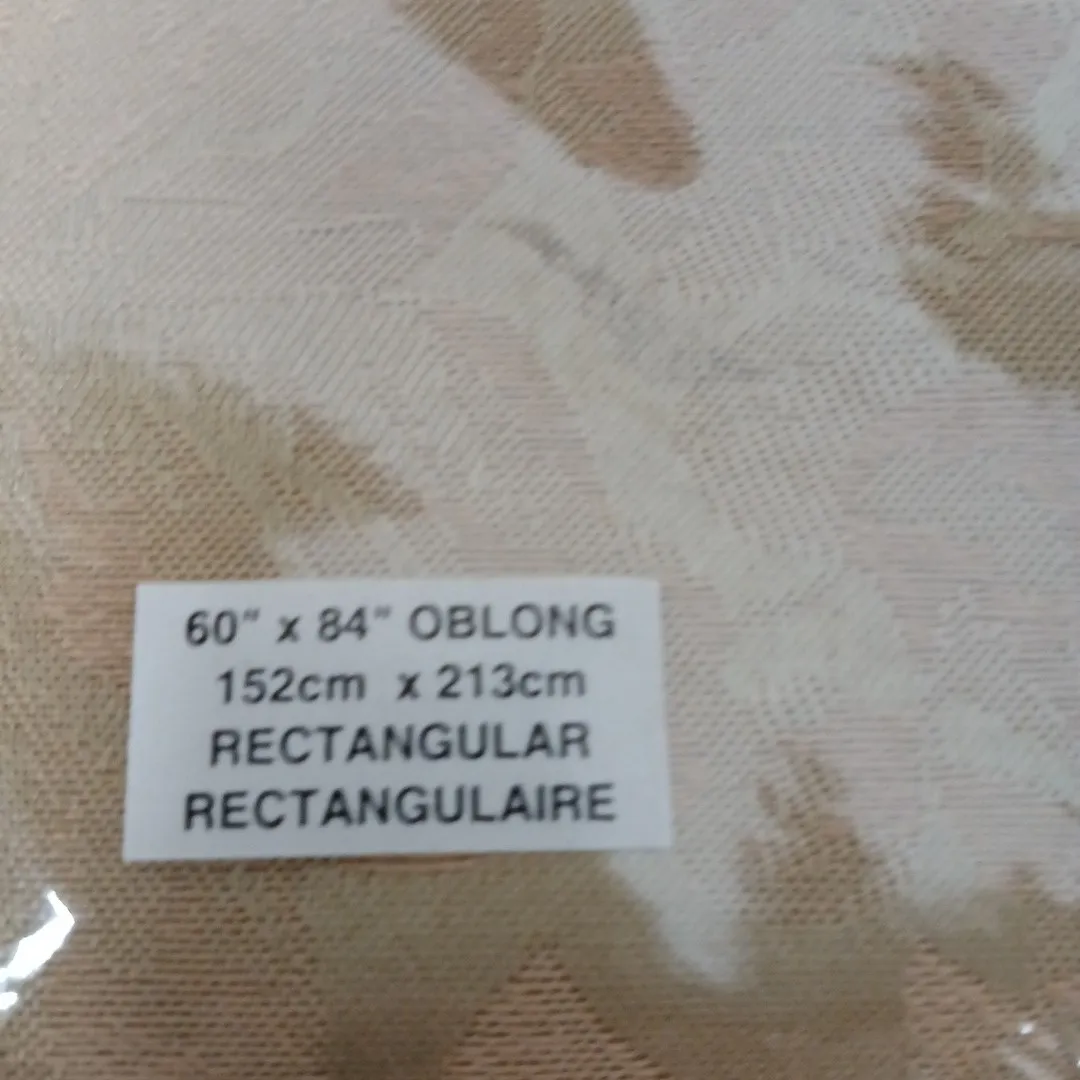 60" x 84" OBLONG
152cm x 213cm
RECTANGULAR
RECTANGULAIRE